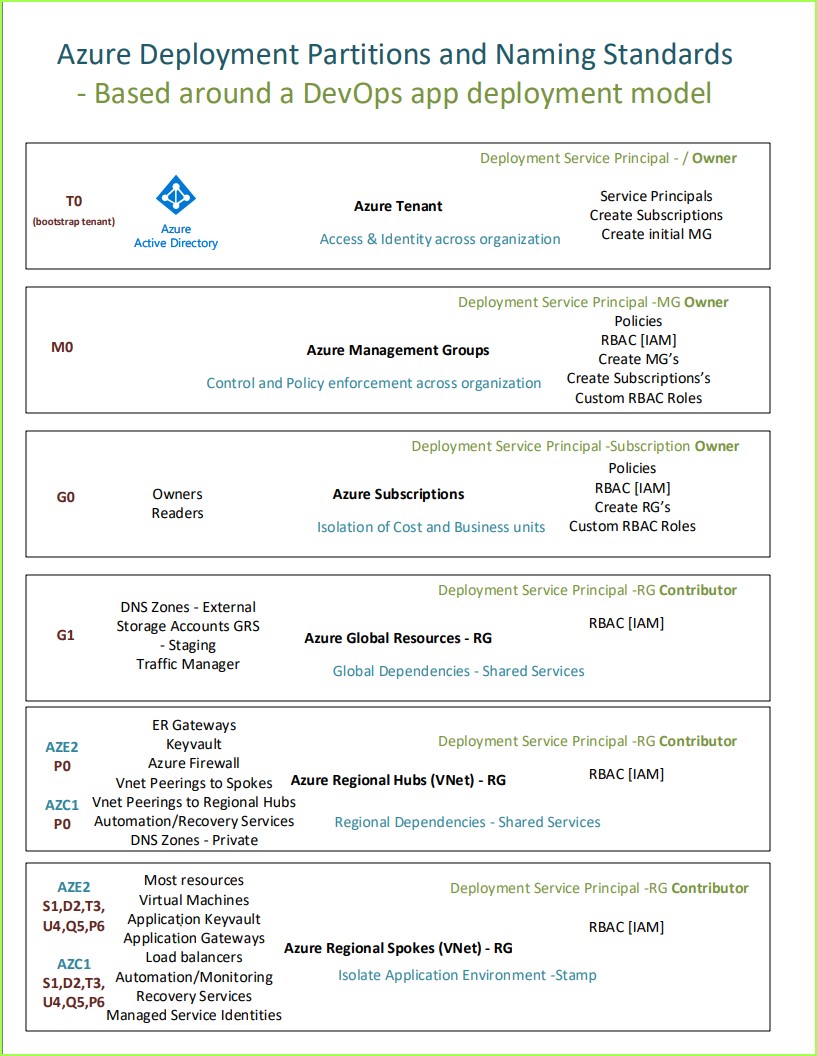 Azure Deployment Partitions and Naming Standards
- Based around a DevOps app deployment model
Deployment Service Principal - / Owner
T0
(bootstrap tenant)
Azure
Active Directory
Azure Tenant
Access & Identity across organization
Service Principals
Create Subscriptions
Create initial MG
Deployment Service Principal -MG Owner
M0
Azure Management Groups
Control and Policy enforcement across organization
Policies
RBAC [IAM]
Create MG’s
Create Subscriptions’s
Custom RBAC Roles
Deployment Service Principal -Subscription Owner
G0
Owners
Readers
Azure Subscriptions
Isolation of Cost and Business units
Policies
RBAC [IAM]
Create RG’s
Custom RBAC Roles
Deployment Service Principal -RG Contributor
G1
DNS Zones - External
Storage Accounts GRS
- Staging
Traffic Manager
Azure Global Resources - RG
Global Dependencies - Shared Services
RBAC [IAM]
Deployment Service Principal -RG Contributor
AZE2
P0
AZC1
P0
ER Gateways
Keyvault
Azure Firewall
Vnet Peerings to Spokes
Vnet Peerings to Regional Hubs
Automation/Recovery Services
DNS Zones - Private
Azure Regional Hubs (VNet) - RG
Regional Dependencies - Shared Services
RBAC [IAM]
Deployment Service Principal -RG Contributor
AZE2
S1,D2,T3,
U4,Q5,P6
AZC1
S1,D2,T3,
U4,Q5,P6
Most resources
Virtual Machines
Application Keyvault
Application Gateways
Load balancers
Automation/Monitoring
Recovery Services
Managed Service Identities
Azure Regional Spokes (VNet) - RG
Isolate Application Environment -Stamp
RBAC [IAM]